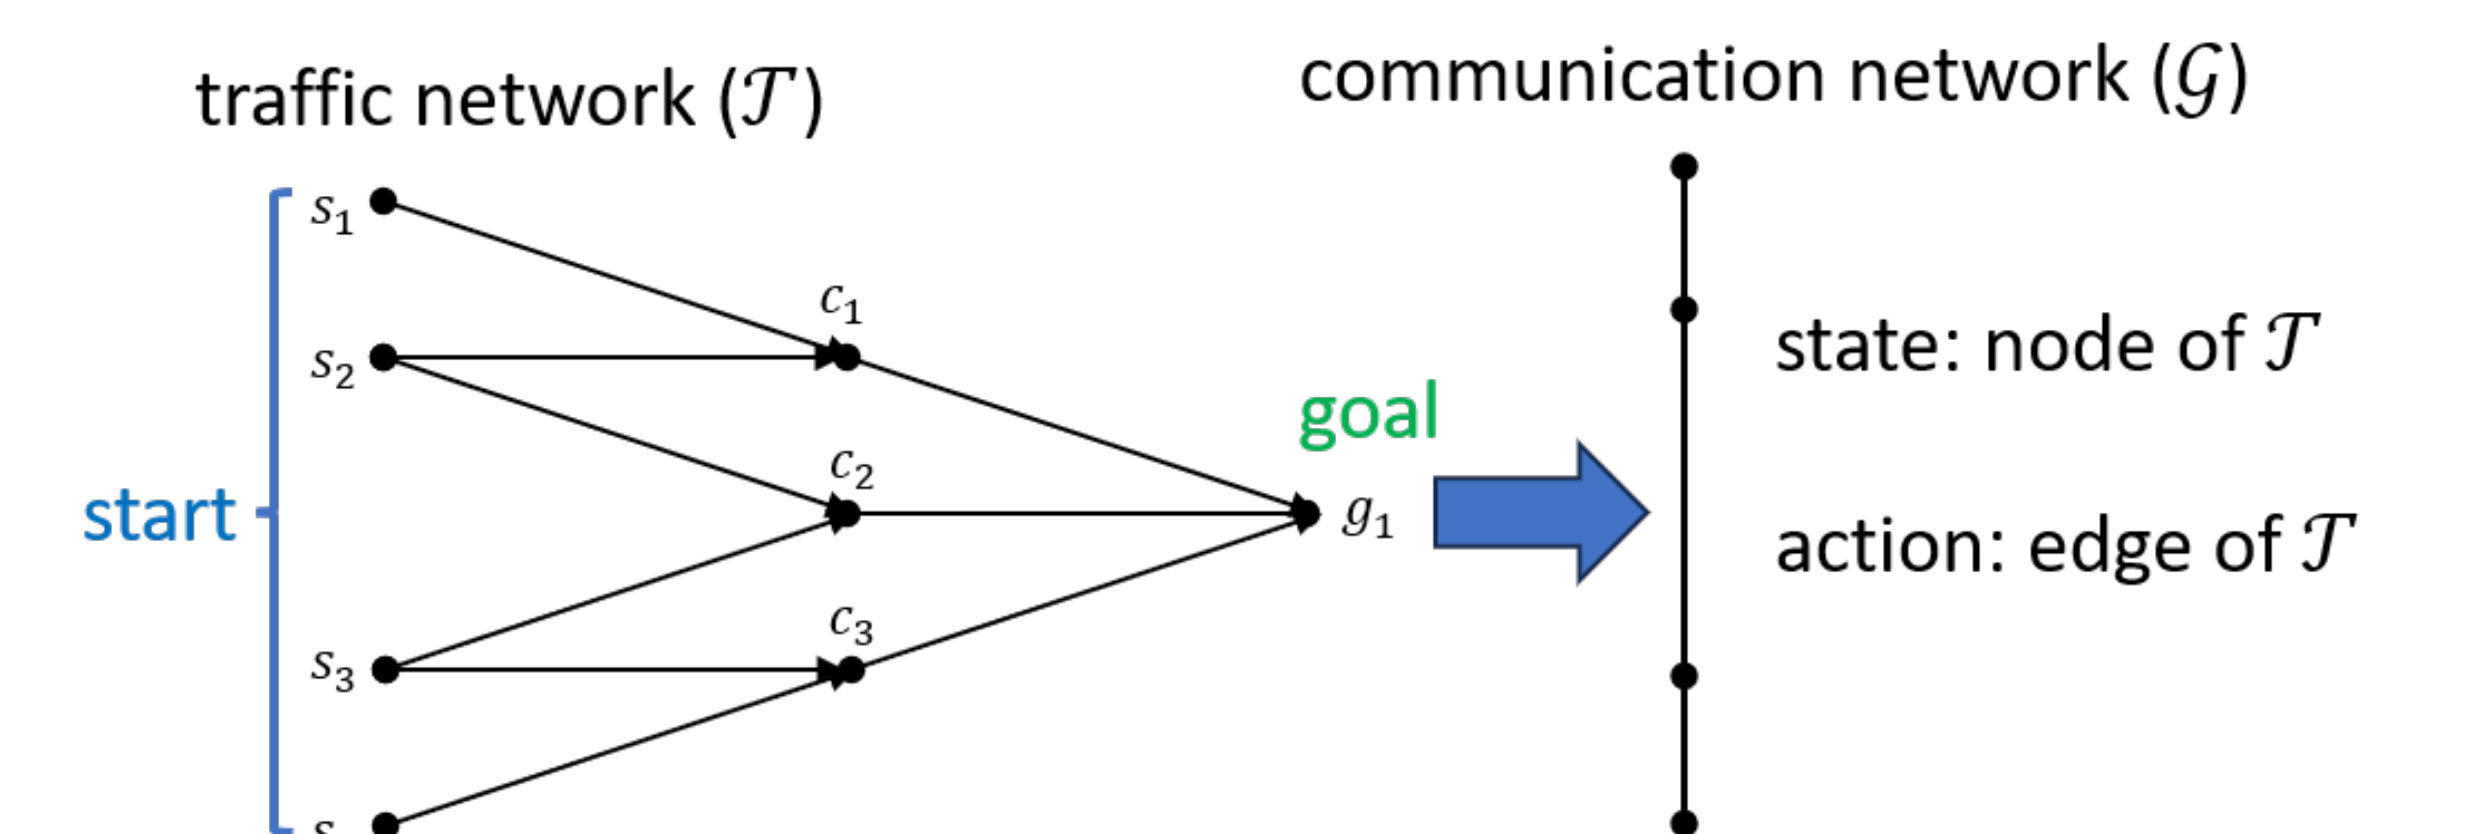 traffic network (𝒯)
communication network (𝒢)
s₁
c₁
s₂
state: node of 𝒯
goal
c₂
start
g₁
action: edge of 𝒯
c₃
s₃
s